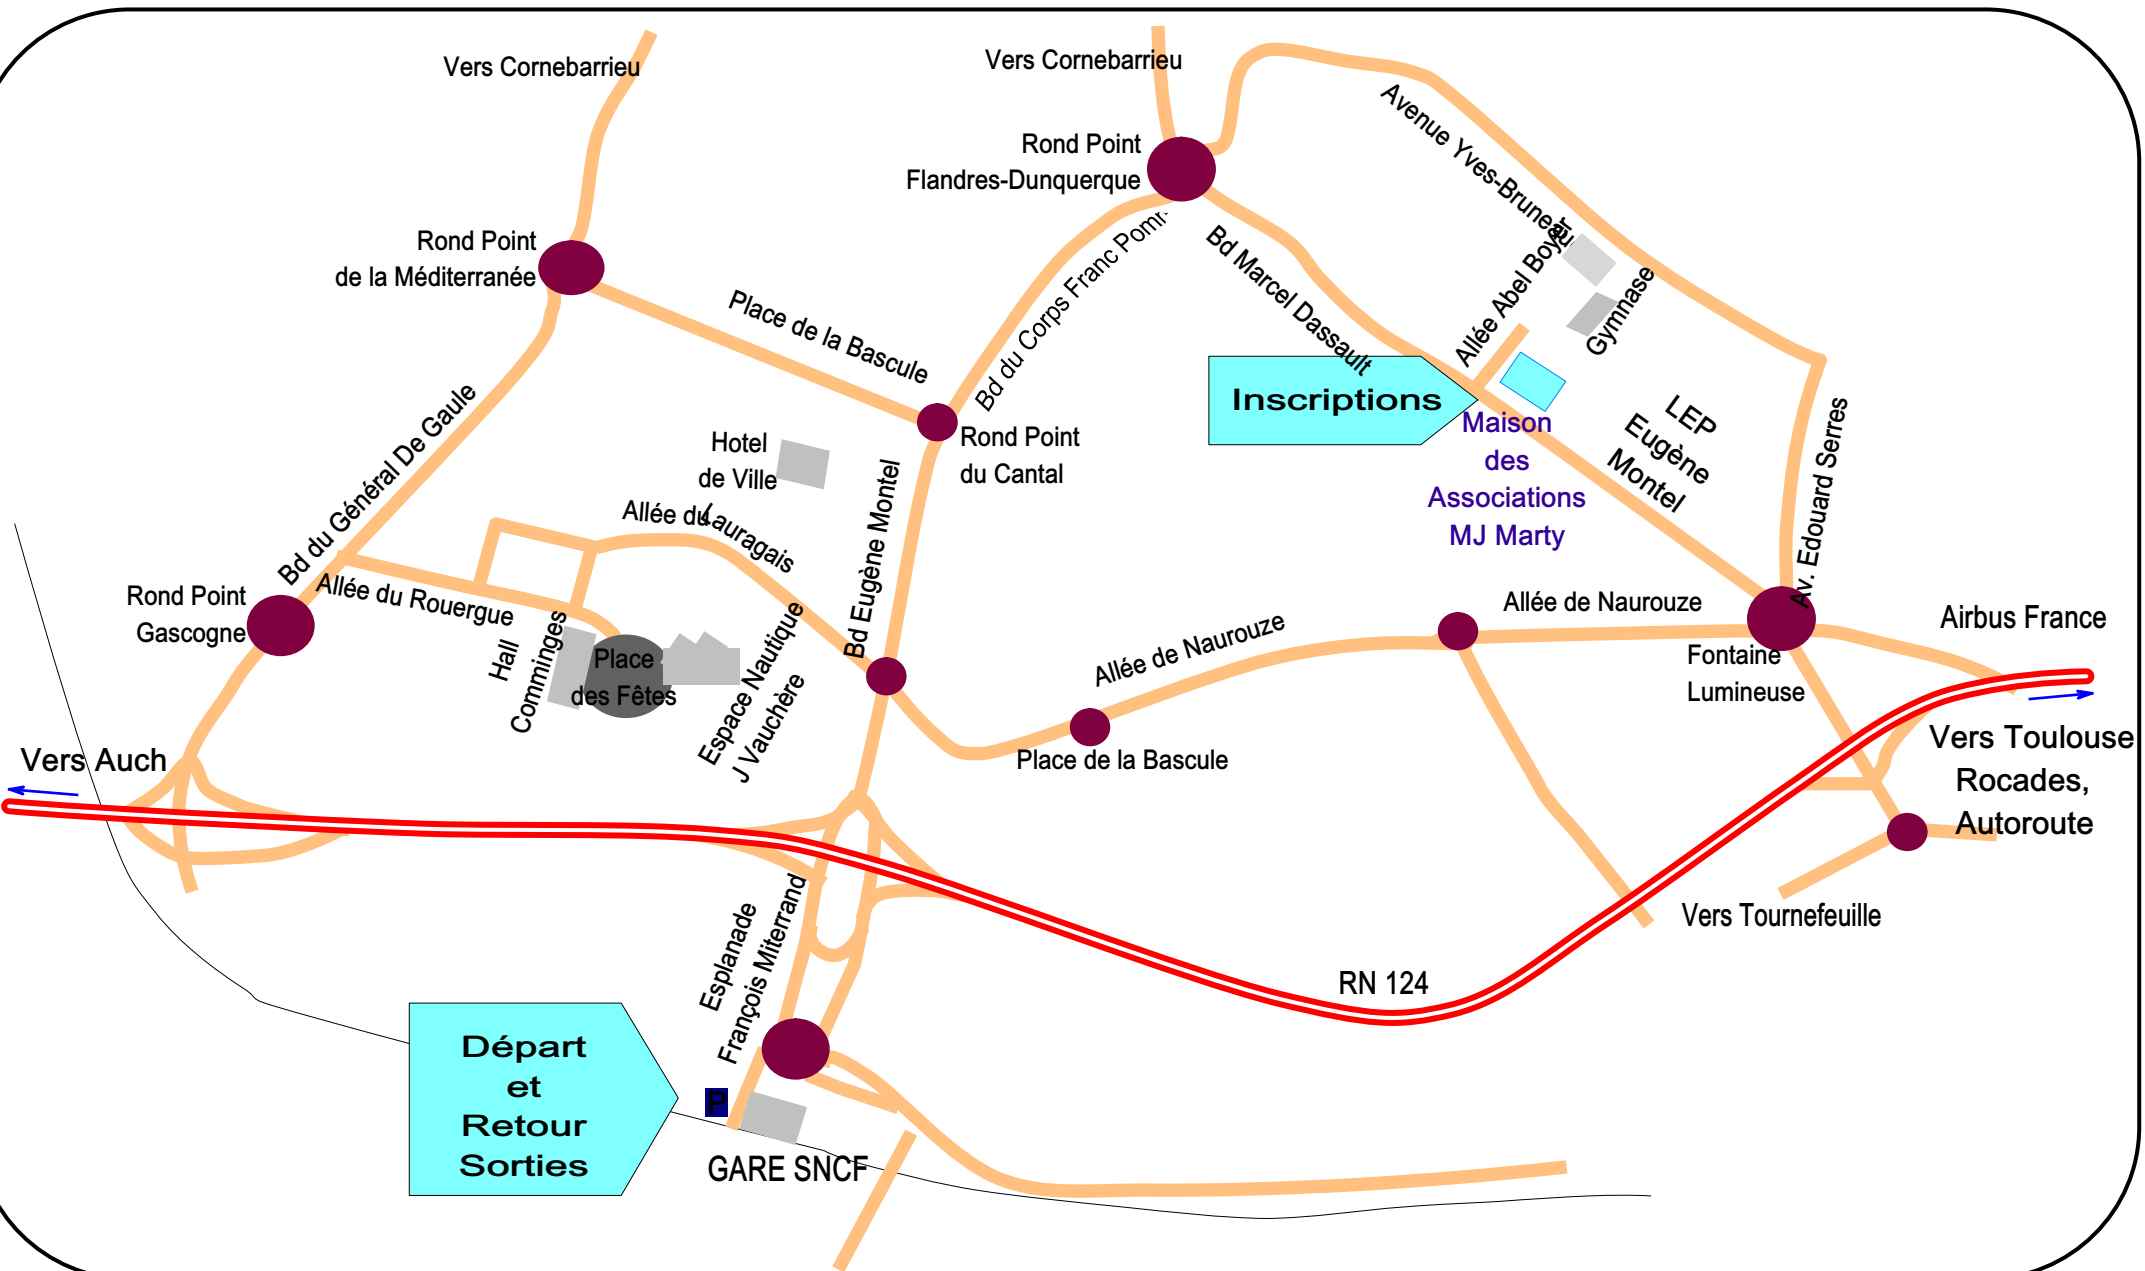 Vers Cornebarrieu
Vers Cornebarrieu
Rond Point
Flandres-Dunquerque
Avenue Yves-Bruneau
Rond Point
de la Méditerranée
Place de la Bascule
Bd du Corps Franc
Bd Marcel Dassault
Allée Abel Boyer
Gymnase
Inscriptions
Maison
des
Associations
MJ Marty
LEP
Eugène
Montel
Av. Edouard Serres
Bd du Général De Gaule
Hotel
de Ville
Rond Point
du Cantal
Allée du
Lauragais
Bd Eugène Montel
Rond Point
Gascogne
Allée du Rouergue
Hall
Comminges
Place
des Fêtes
Espace Nautique
J Vauchère
Allée de Naurouze
Allée de Naurouze
Fontaine
Lumineuse
Airbus France
Place de la Bascule
Vers Auch
Vers Toulouse
Rocades,
Autoroute
Vers Tournefeuille
Esplanade
François Miterrand
RN 124
Départ
et
Retour
Sorties
P
GARE SNCF